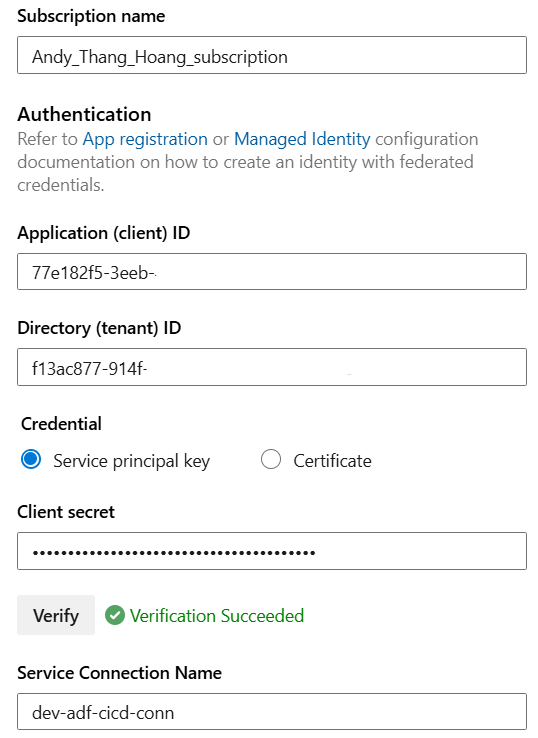 Subscription name
Andy_Thang_Hoang_subscription
Authentication
Refer to App registration or Managed Identity configuration
documentation on how to create an identity with federated
credentials.
Application (client) ID
77e182f5-3eeb-
Directory (tenant) ID
f13ac877-914f-
Credential
Service principal key
Certificate
Client secret
••••••••••••••••••••••••••••••••••••••••
Verify
Verification Succeeded
Service Connection Name
dev-adf-cicd-conn